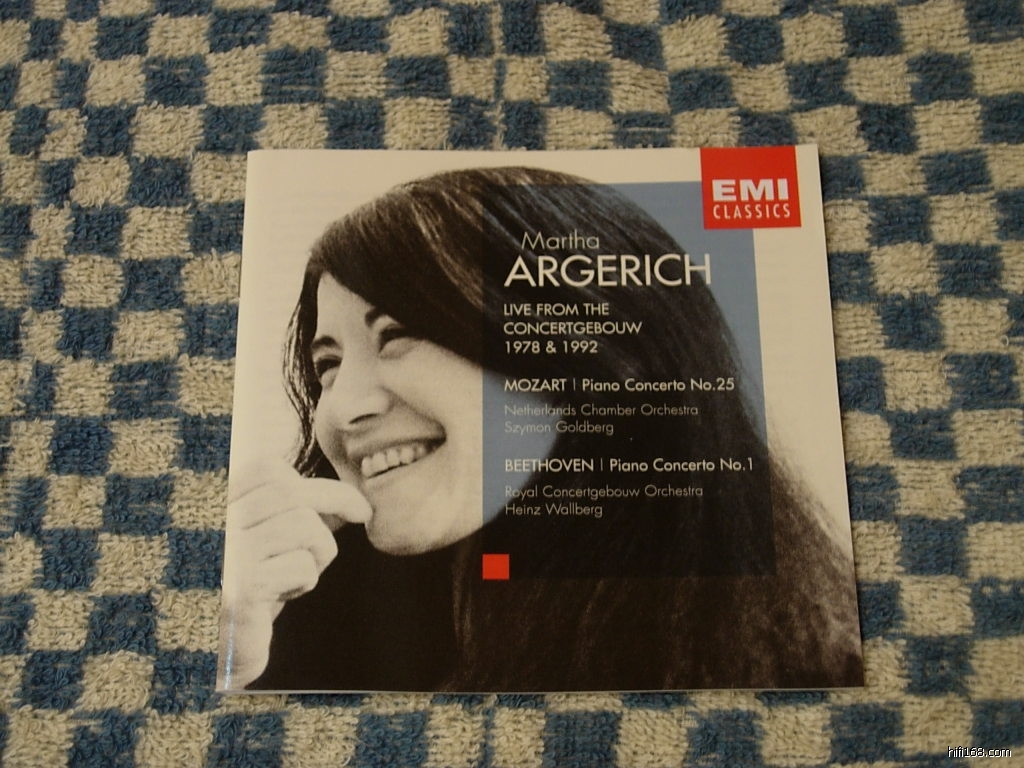 EMI
CLASSICS
Martha
ARGERICH
LIVE FROM THE
CONCERTGEBOUW
1978 & 1992
MOZART | Piano Concerto No.25
Netherlands Chamber Orchestra
Szymon Goldberg
BEETHOVEN | Piano Concerto No.1
Royal Concertgebouw Orchestra
Heinz Wallberg
hifi168.com